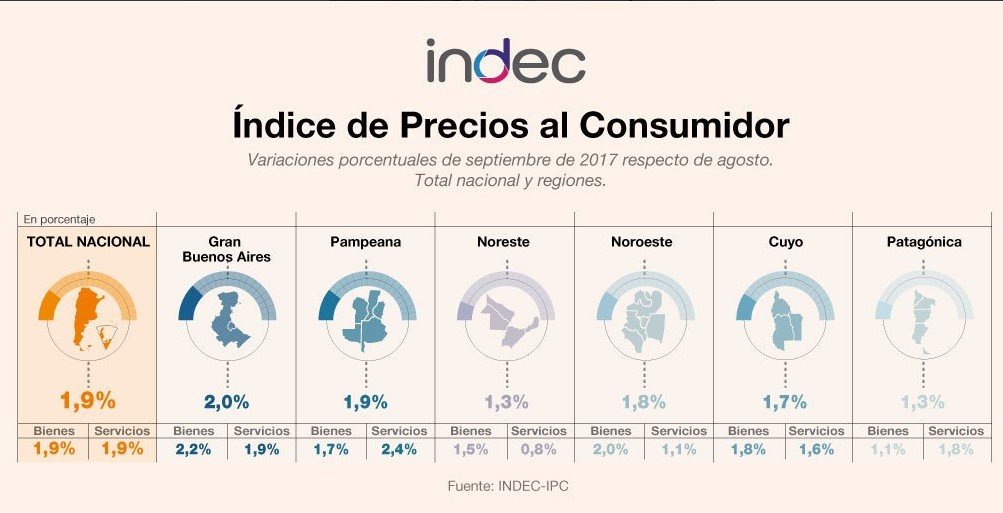 indec
Índice de Precios al Consumidor
Variaciones porcentuales de septiembre de 2017 respecto de agosto.
Total nacional y regiones.
En porcentaje
TOTAL NACIONAL
1,9%
Bienes Servicios
1,9% 1,9%
Gran
Buenos Aires
2,0%
Bienes Servicios
2,2% 1,9%
Pampeana
1,9%
Bienes Servicios
1,7% 2,4%
Noreste
1,3%
Bienes Servicios
1,5% 0,8%
Noroeste
1,8%
Bienes Servicios
2,0% 1,1%
Cuyo
1,7%
Bienes Servicios
1,8% 1,6%
Patagónica
1,3%
Bienes Servicios
1,1% 1,8%
Fuente: INDEC-IPC